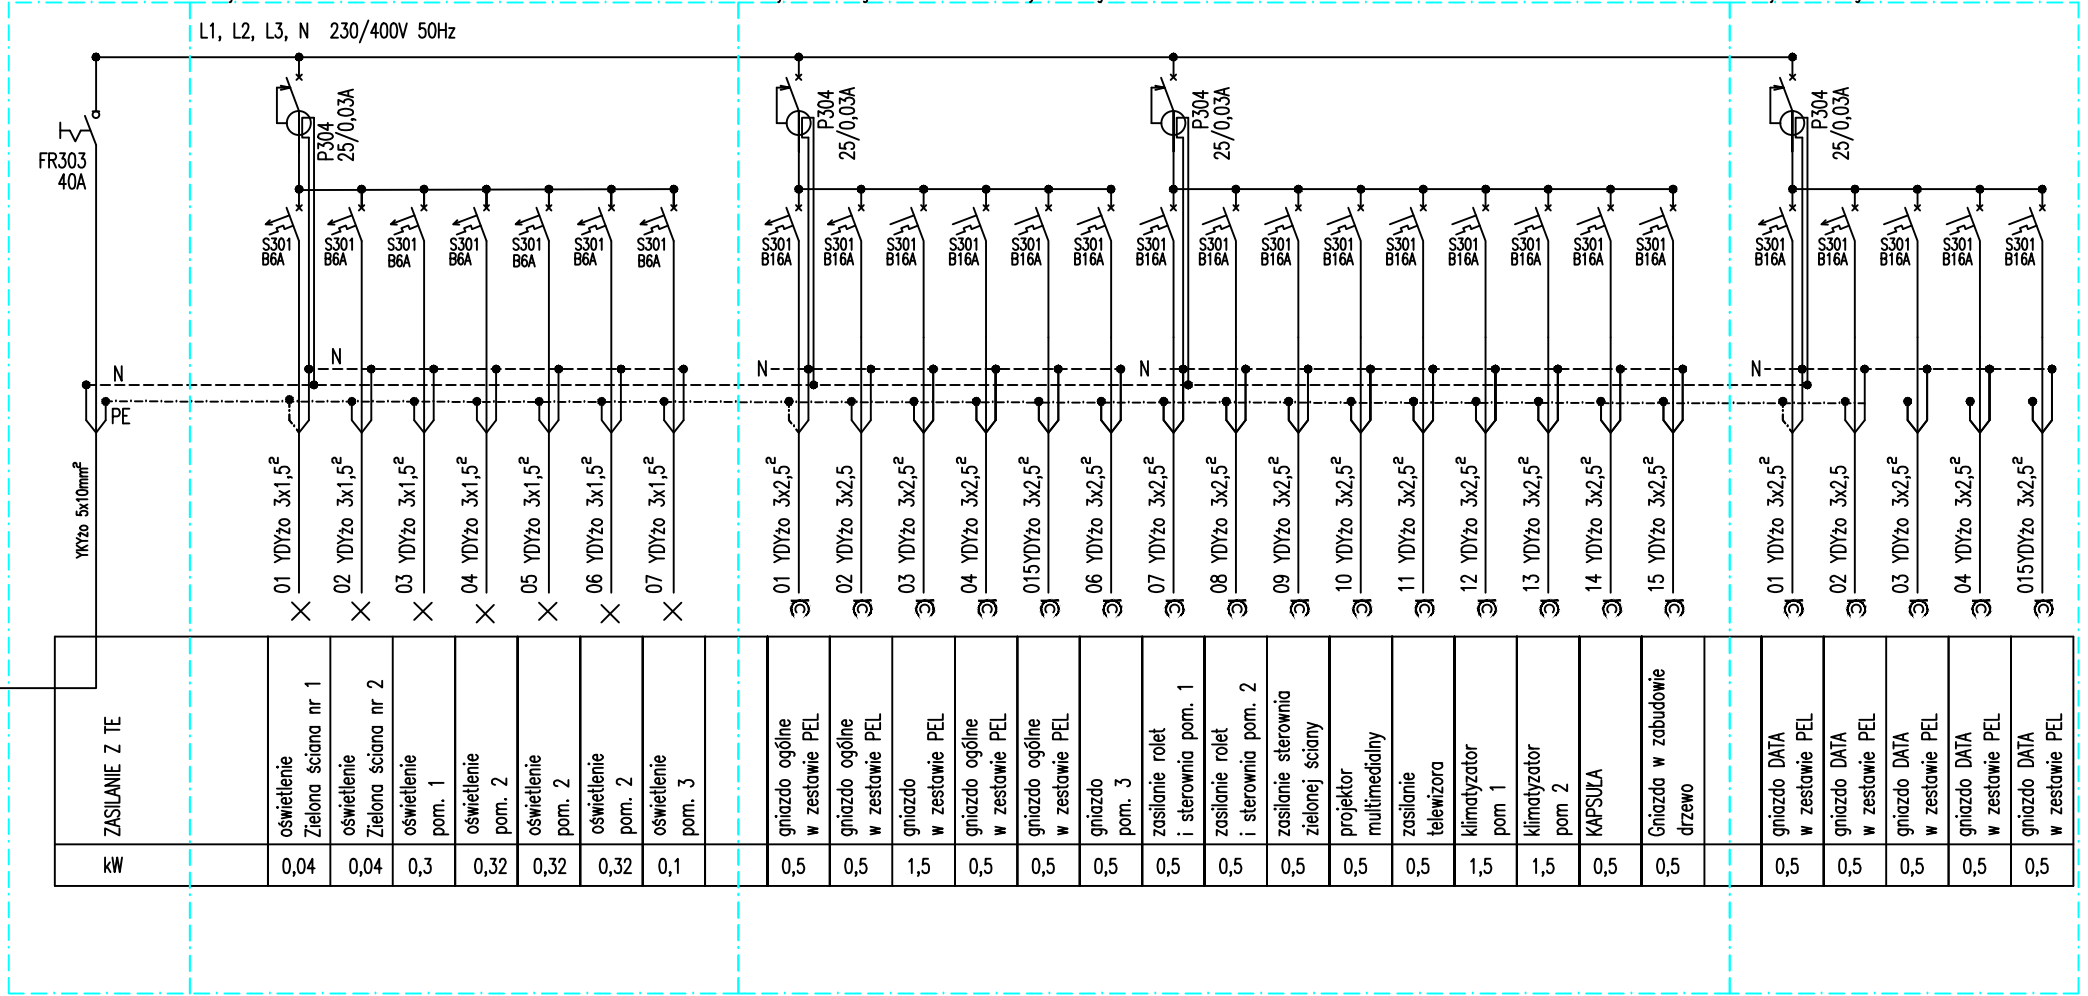 L1, L2, L3, N 230/400V 50Hz
FR303
40A
P304
25/0,03A
P304
25/0,03A
P304
25/0,03A
P304
25/0,03A
S301
B6A
S301
B6A
S301
B6A
S301
B6A
S301
B6A
S301
B6A
S301
B6A
S301
B16A
S301
B16A
S301
B16A
S301
B16A
S301
B16A
S301
B16A
S301
B16A
S301
B16A
S301
B16A
S301
B16A
S301
B16A
S301
B16A
S301
B16A
S301
B16A
S301
B16A
S301
B16A
S301
B16A
S301
B16A
S301
B16A
S301
B16A
N
N
N
N
N
PE
YKYżo 5x10mm²
01 YDYżo 3x1,5²
02 YDYżo 3x1,5²
03 YDYżo 3x1,5²
04 YDYżo 3x1,5²
05 YDYżo 3x1,5²
06 YDYżo 3x1,5²
07 YDYżo 3x1,5²
01 YDYżo 3x2,5²
02 YDYżo 3x2,5
03 YDYżo 3x2,5²
04 YDYżo 3x2,5²
015YDYżo 3x2,5²
06 YDYżo 3x2,5²
07 YDYżo 3x2,5²
08 YDYżo 3x2,5²
09 YDYżo 3x2,5²
10 YDYżo 3x2,5²
11 YDYżo 3x2,5²
12 YDYżo 3x2,5²
13 YDYżo 3x2,5²
14 YDYżo 3x2,5²
15 YDYżo 3x2,5²
01 YDYżo 3x2,5²
02 YDYżo 3x2,5
03 YDYżo 3x2,5²
04 YDYżo 3x2,5²
015YDYżo 3x2,5²
ZASILANIE Z TE
oświetlenie
Zielona ściana nr 1
oświetlenie
Zielona ściana nr 2
oświetlenie
pom. 1
oświetlenie
pom. 2
oświetlenie
pom. 2
oświetlenie
pom. 2
oświetlenie
pom. 3
gniazdo ogólne
w zestawie PEL
gniazdo ogólne
w zestawie PEL
gniazdo
w zestawie PEL
gniazdo ogólne
w zestawie PEL
gniazdo ogólne
w zestawie PEL
gniazdo
pom. 3
zasilanie rolet
i sterownia pom. 1
zasilanie rolet
i sterownia pom. 2
zasilanie sterownia
zielonej ściany
projektor
multimedialny
zasilanie
telewizora
klimatyzator
pom 1
klimatyzator
pom 2
KAPSUŁA
Gniazda w zabudowie
drzewo
gniazdo DATA
w zestawie PEL
gniazdo DATA
w zestawie PEL
gniazdo DATA
w zestawie PEL
gniazdo DATA
w zestawie PEL
gniazdo DATA
w zestawie PEL
kW 0,04 0,04 0,3 0,32 0,32 0,32 0,1 0,5 0,5 1,5 0,5 0,5 0,5 0,5 0,5 0,5 0,5 0,5 1,5 1,5 0,5 0,5 0,5 0,5 0,5 0,5 0,5